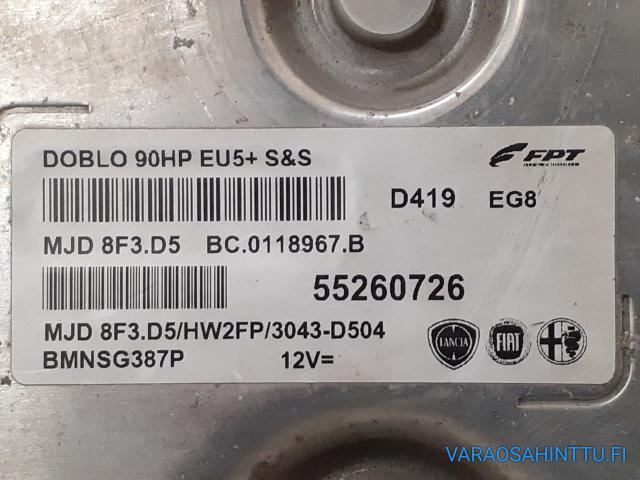 DOBLO 90HP EU5+ S&S
FPT
D419 EG8
MJD 8F3.D5 BC.0118967.B
55260726
MJD 8F3.D5/HW2FP/3043-D504
BMNSG387P 12V=
LANCIA
FIAT
VARAOSAHINTTU.FI